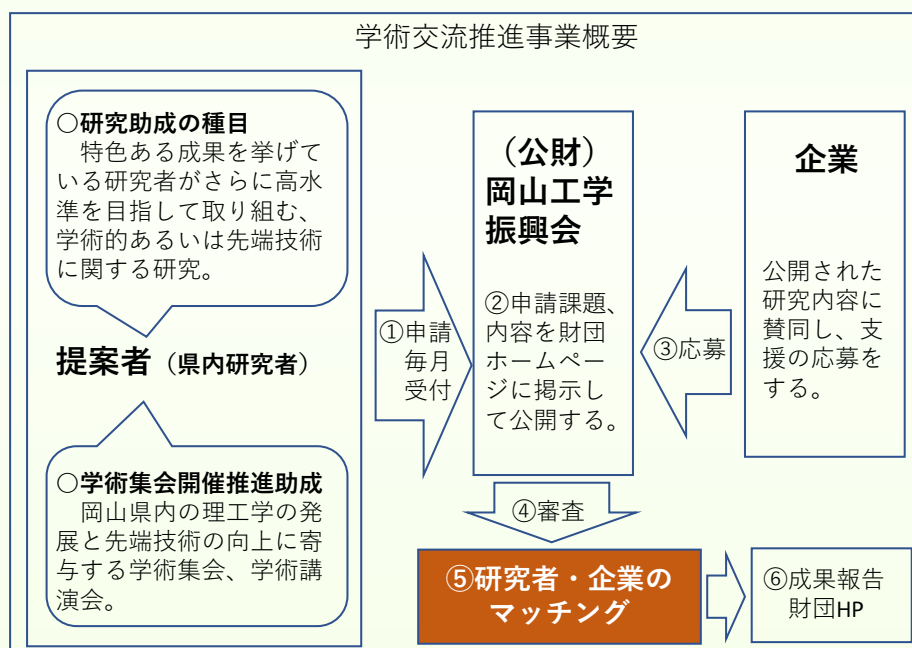 学術交流推進事業概要
○研究助成の種目
特色ある成果を挙げて
いる研究者がさらに高水
準を目指して取り組む、
学術的あるいは先端技術
に関する研究。
提案者（県内研究者）
○学術集会開催推進助成
岡山県内の理工学の発
展と先端技術の向上に寄
与する学術集会、学術講
演会。
①申請
毎月
受付
（公財）
岡山工学
振興会
②申請課題、
内容を財団
ホームペー
ジに掲示し
て公開する。
③応募
企業
公開された
研究内容に
賛同し、支
援の応募を
する。
④審査
⑤研究者・企業の
マッチング
⑥成果報告
財団HP